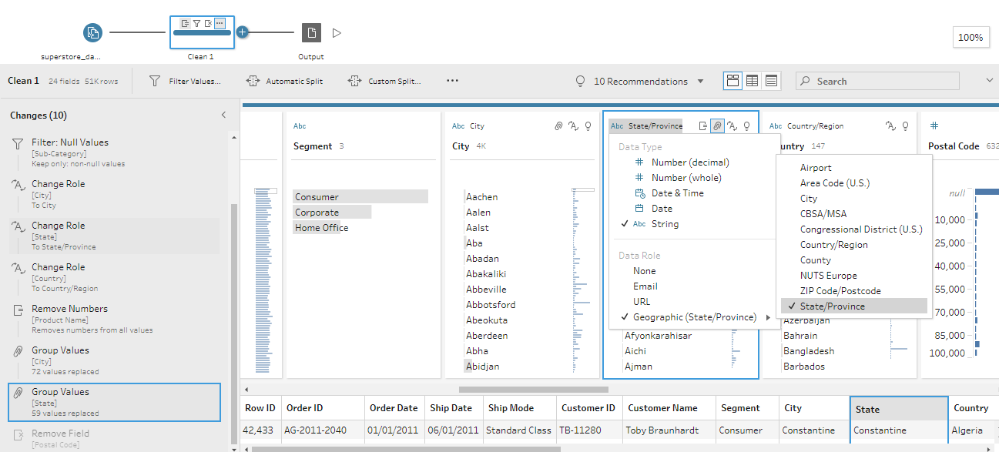 100%
superstore_da...
Clean 1
Output
Clean 1 24 fields 51K rows
Filter Values...
Automatic Split
Custom Split...
10 Recommendations
Search
Changes (10)
Filter: Null Values
[Sub-Category]
Keep only: non-null values
Change Role
[City]
To City
Change Role
[State]
To State/Province
Change Role
[Country]
To Country/Region
Remove Numbers
[Product Name]
Removes numbers from all values
Group Values
[City]
72 values replaced
Group Values
[State]
59 values replaced
Remove Field
[Postal Code]
Abc
Segment 3
Consumer
Corporate
Home Office
Abc City
City 4K
Aachen
Aalen
Aalst
Aba
Abadan
Abakaliki
Abbeville
Abbotsford
Abeokuta
Aberdeen
Abha
Abidjan
Abc State/Province
Data Type
# Number (decimal)
# Number (whole)
Date & Time
Date
✓ Abc String
Data Role
None
Email
URL
✓ Geographic (State/Province)
Afyonkarahisar
Aichi
Ajman
Abc Country/Region
untry 147
Airport
Area Code (U.S.)
City
CBSA/MSA
Congressional District (U.S.)
Country/Region
County
NUTS Europe
ZIP Code/Postcode
✓ State/Province
Azerbaijan
Bahrain
Bangladesh
Barbados
#
Postal Code 632
null
10,000
25,000
40,000
55,000
70,000
85,000
100,000
Row ID Order ID Order Date Ship Date Ship Mode Customer ID Customer Name Segment City State Country
42,433 AG-2011-2040 01/01/2011 06/01/2011 Standard Class TB-11280 Toby Braunhardt Consumer Constantine Constantine Algeria